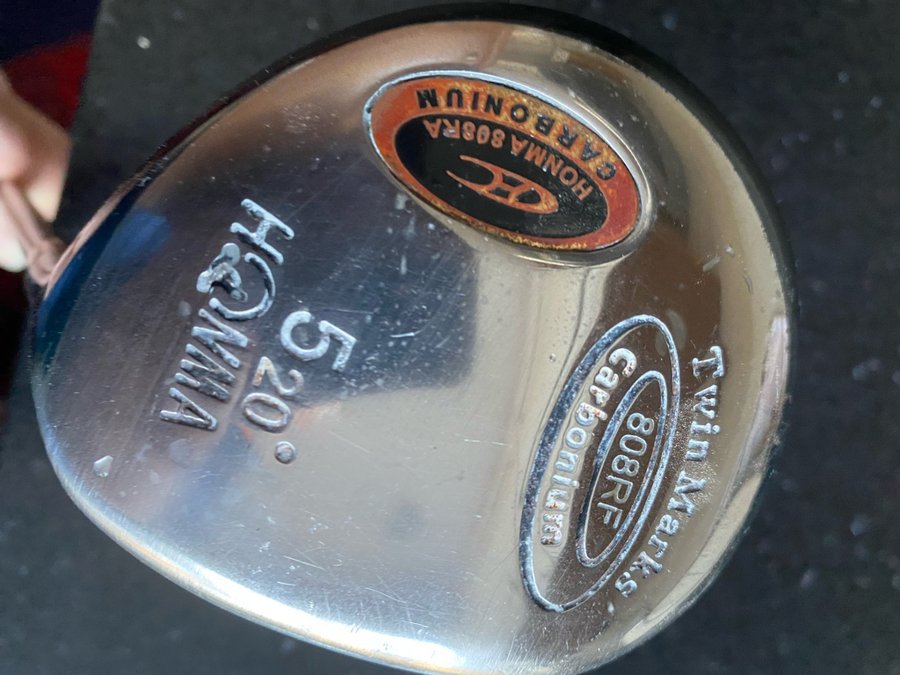 CARBONIUM
HONMA 808RA
HONMA
5
20°
Twin Marks
808RF
Carbonium